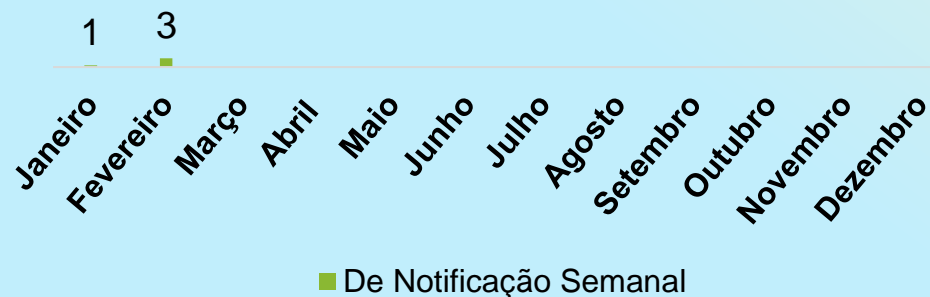 1 3
Janeiro Fevereiro Março Abril Maio Junho Julho Agosto Setembro Outubro Novembro Dezembro
De Notificação Semanal